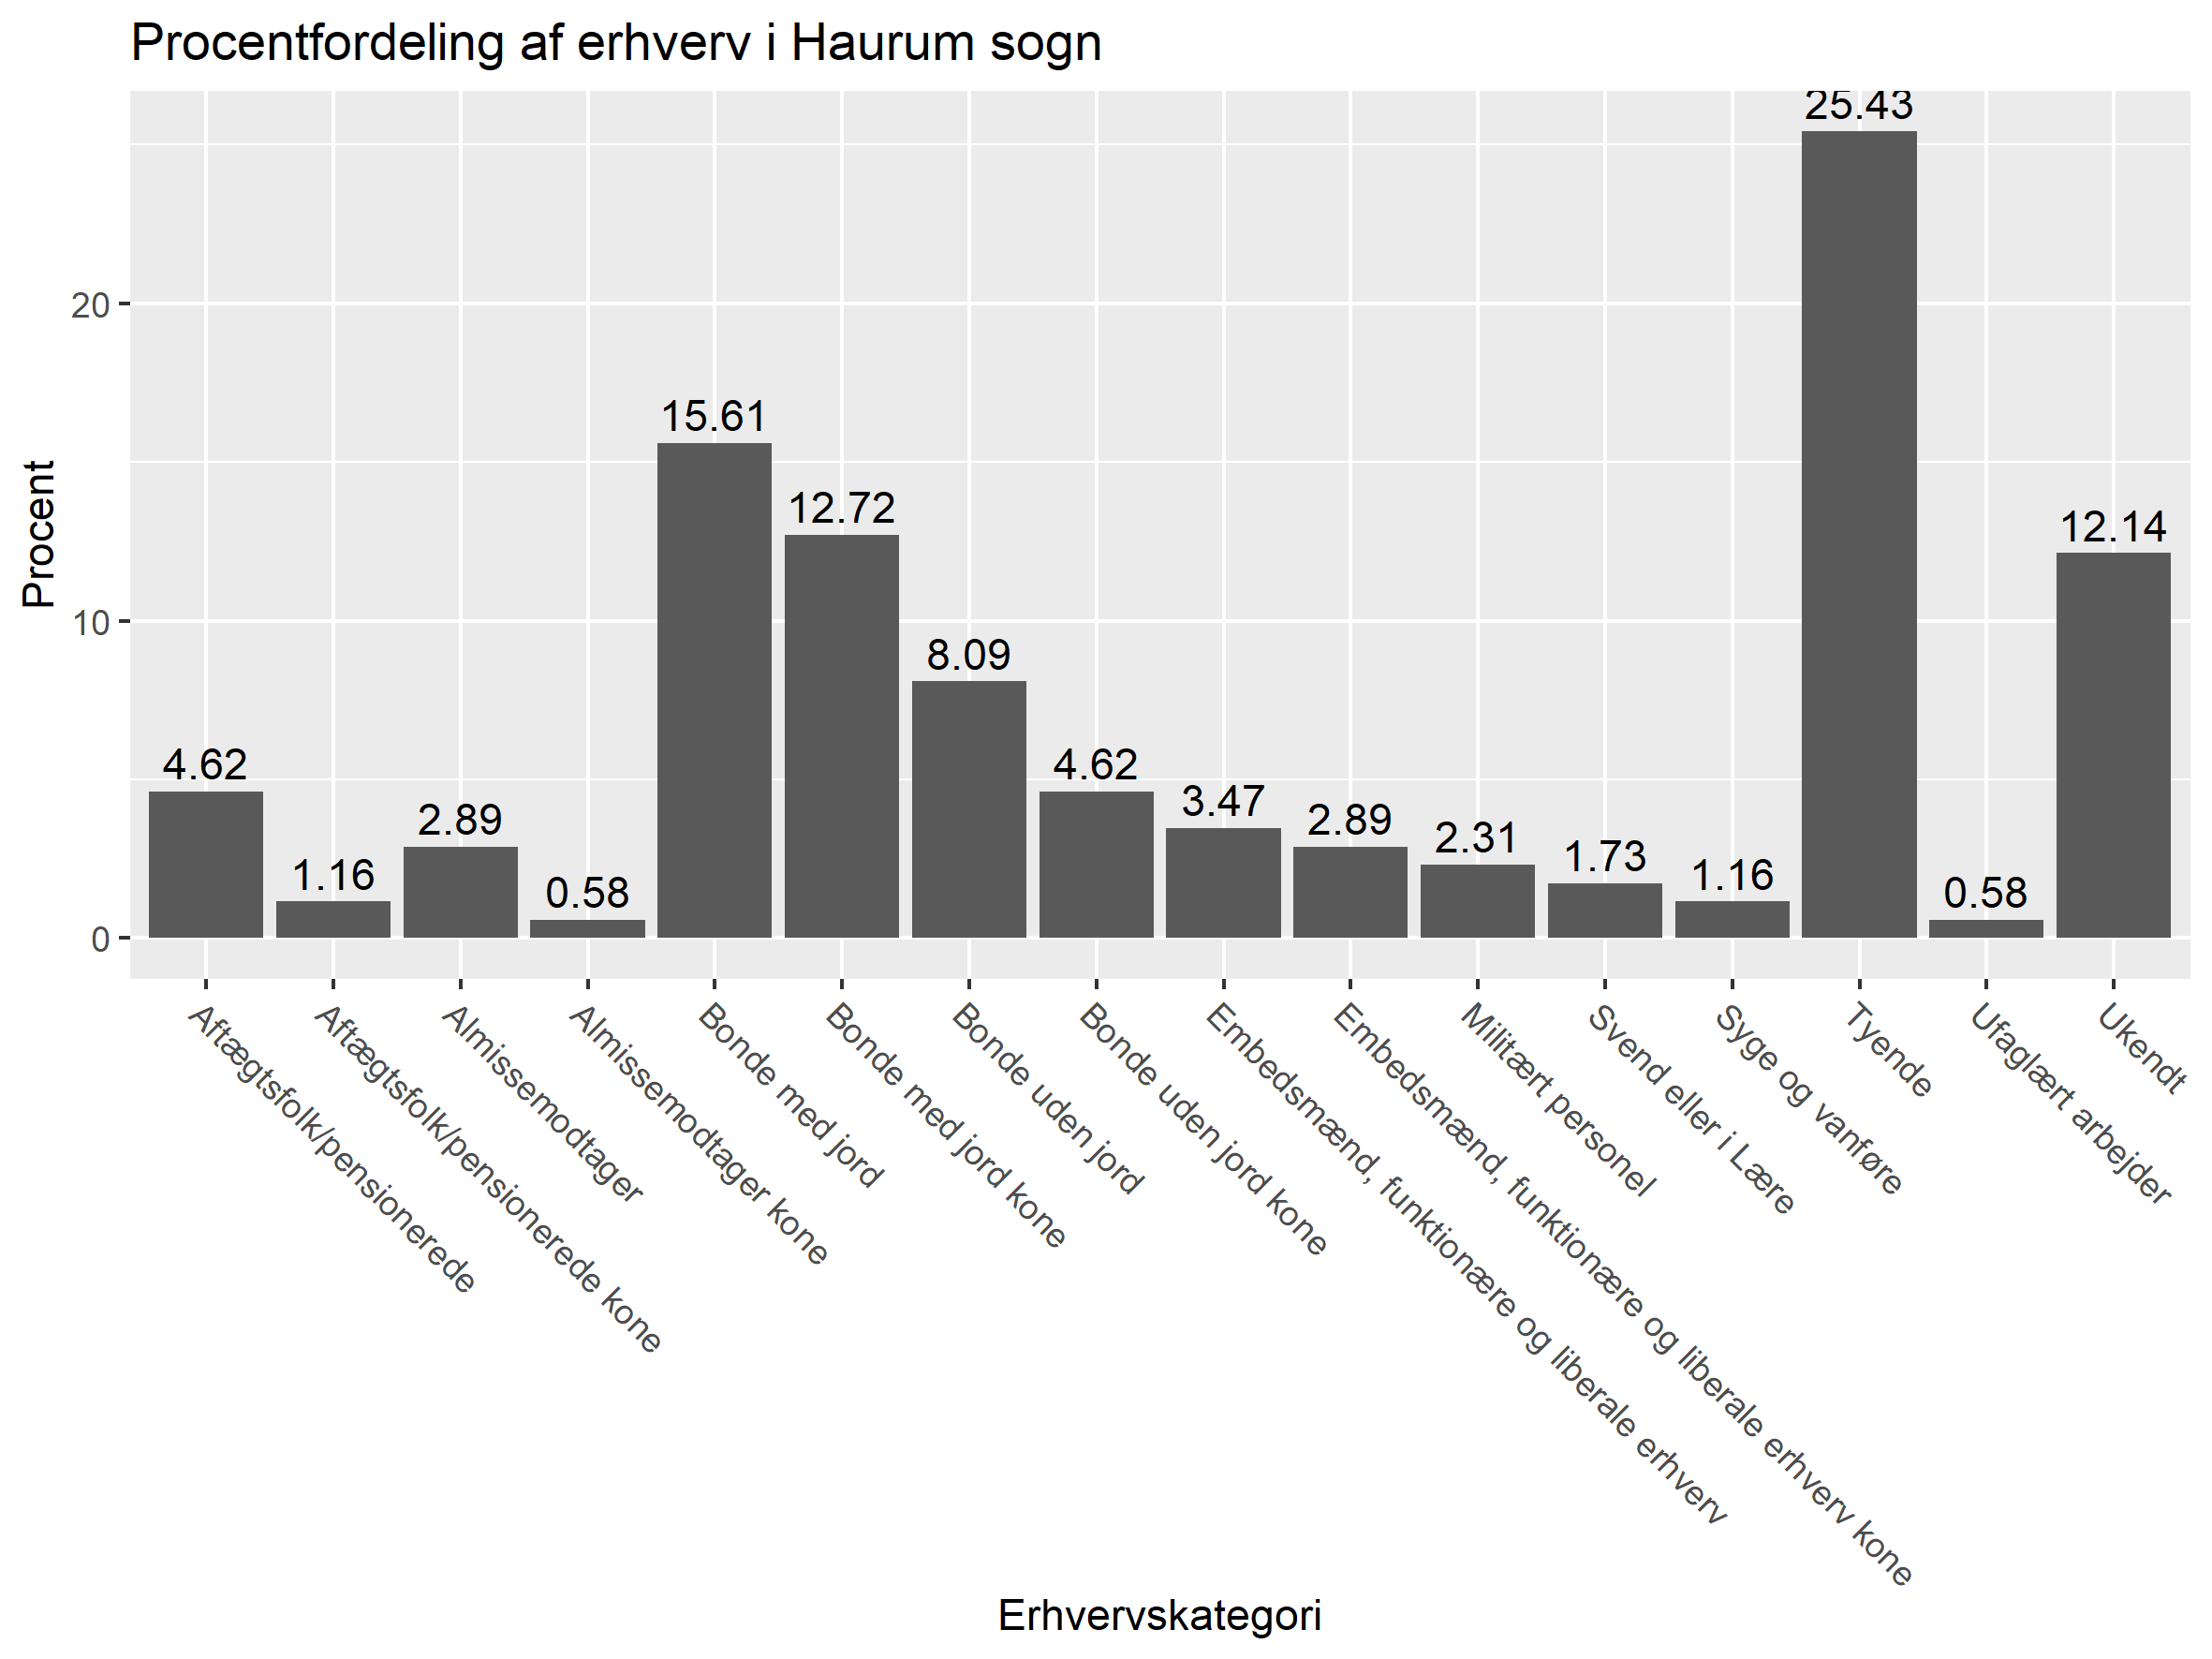 Procentfordeling af erhverv i Haurum sogn
Procent
20
10
0
4.62
1.16
2.89
0.58
15.61
12.72
8.09
4.62
3.47
2.89
2.31
1.73
1.16
25.43
0.58
12.14
Aftægtsfolk/pensionerede
Aftægtsfolk/pensionerede kone
Almissemodtager
Almissemodtager kone
Bonde med jord
Bonde med jord kone
Bonde uden jord
Bonde uden jord kone
Embedsmænd, funktionære og liberale erhverv
Embedsmænd, funktionære og liberale erhverv kone
Militært personel
Svend eller i Lære
Syge og vanføre
Tyende
Ufaglært arbejder
Ukendt
Erhvervskategori